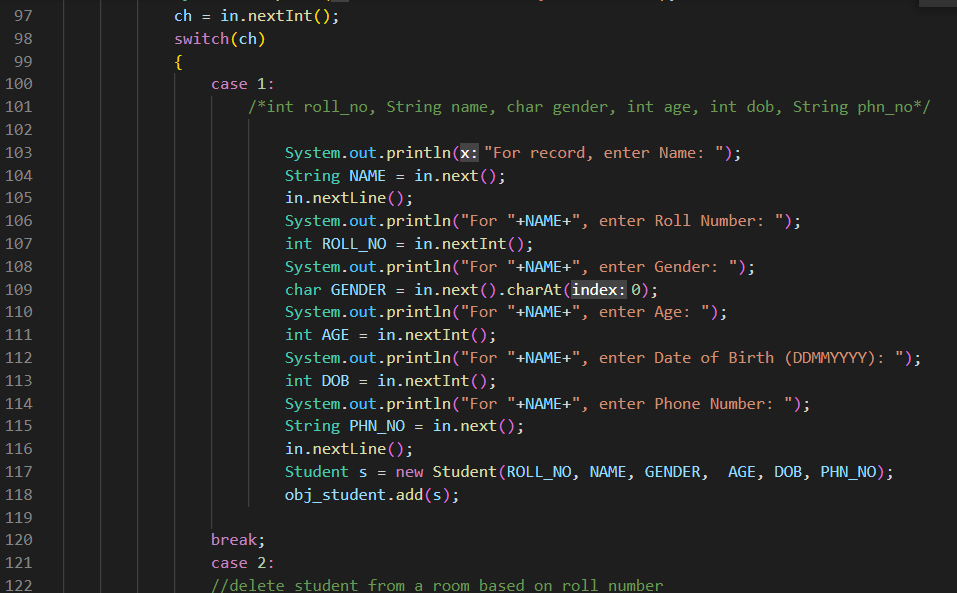 97 ch = in.nextInt();
98 switch(ch)
99 {
100 case 1:
101 /*int roll_no, String name, char gender, int age, int dob, String phn_no*/
102
103 System.out.println(x: "For record, enter Name: ");
104 String NAME = in.next();
105 in.nextLine();
106 System.out.println("For "+NAME+", enter Roll Number: ");
107 int ROLL_NO = in.nextInt();
108 System.out.println("For "+NAME+", enter Gender: ");
109 char GENDER = in.next().charAt(index: 0);
110 System.out.println("For "+NAME+", enter Age: ");
111 int AGE = in.nextInt();
112 System.out.println("For "+NAME+", enter Date of Birth (DDMMYYYY): ");
113 int DOB = in.nextInt();
114 System.out.println("For "+NAME+", enter Phone Number: ");
115 String PHN_NO = in.next();
116 in.nextLine();
117 Student s = new Student(ROLL_NO, NAME, GENDER,  AGE, DOB, PHN_NO);
118 obj_student.add(s);
119
120 break;
121 case 2:
122 //delete student from a room based on roll number